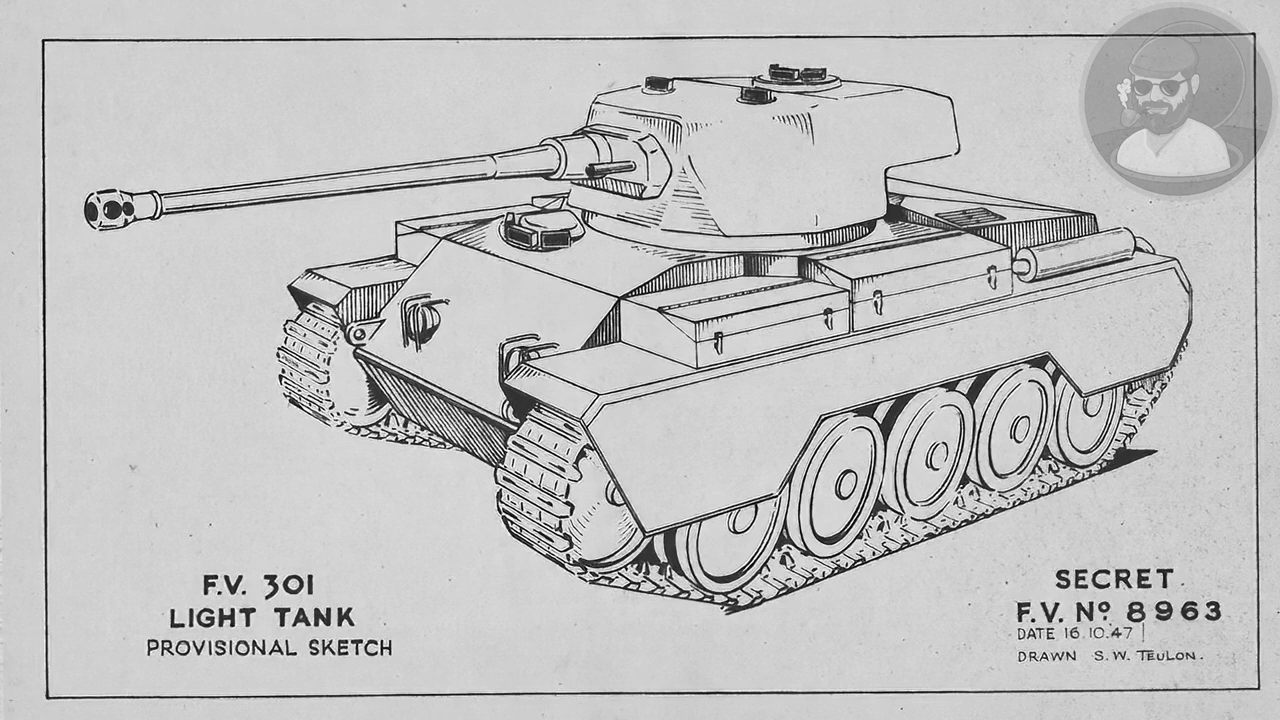 F.V. 301
LIGHT TANK
PROVISIONAL SKETCH
SECRET
F.V. Nº 8963
DATE 16.10.47
DRAWN S.W. TEULON.